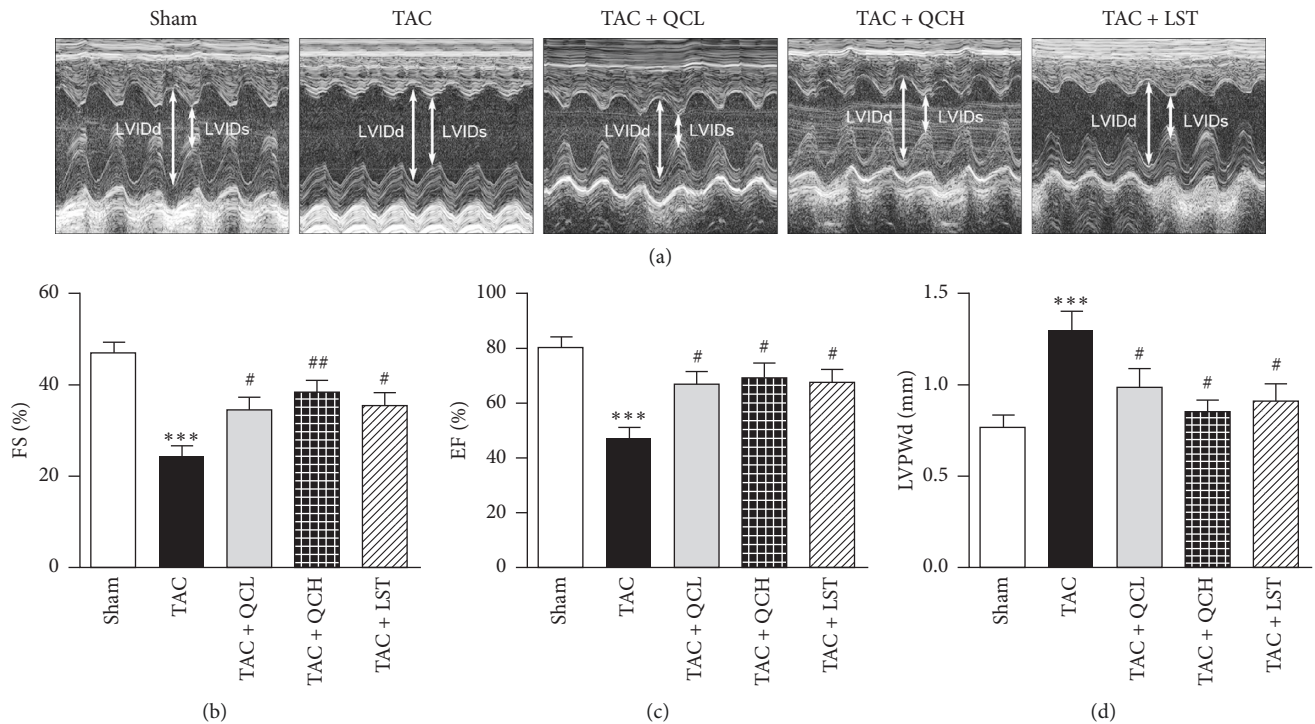 Sham
TAC
TAC + QCL
TAC + QCH
TAC + LST
LVIDd
LVIDs
LVIDd
LVIDs
LVIDd
LVIDs
LVIDd
LVIDs
LVIDd
LVIDs
(a)
FS (%)
60
40
20
0
***
#
##
#
Sham
TAC
TAC + QCL
TAC + QCH
TAC + LST
(b)
EF (%)
100
80
60
40
20
0
***
#
#
#
Sham
TAC
TAC + QCL
TAC + QCH
TAC + LST
(c)
LVPWd (mm)
1.5
1.0
0.5
0.0
***
#
#
#
Sham
TAC
TAC + QCL
TAC + QCH
TAC + LST
(d)